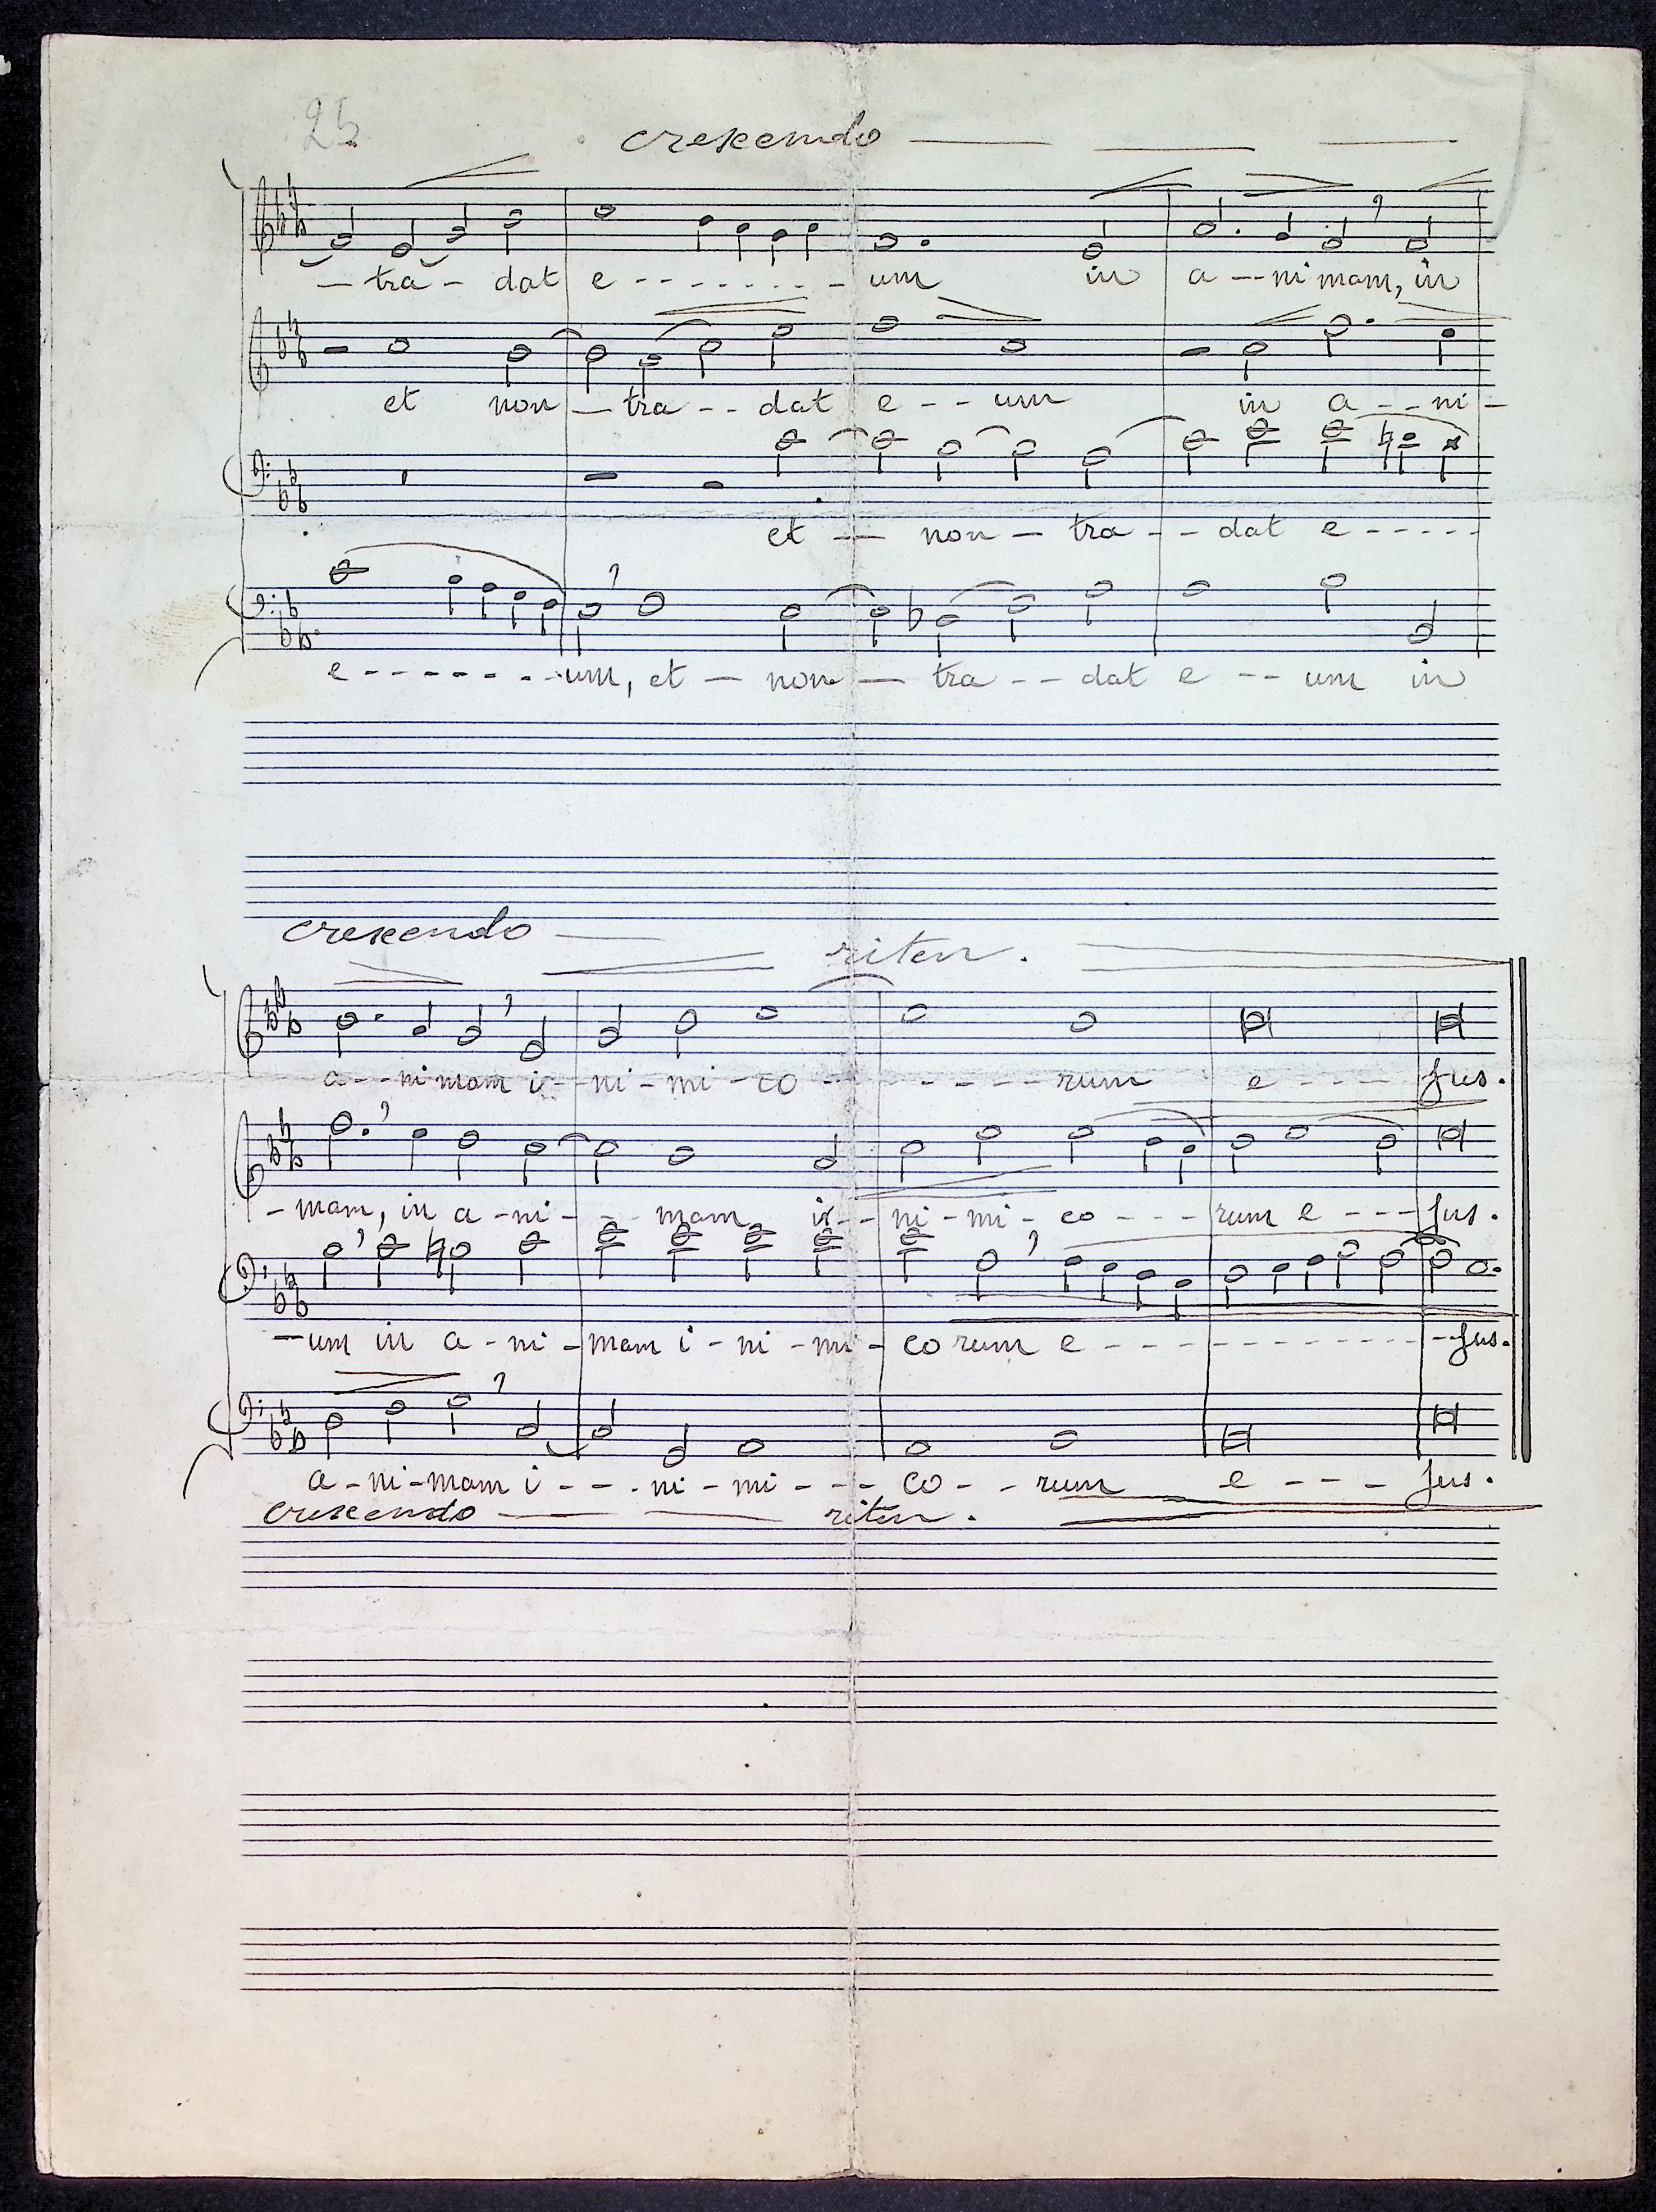 25
crescendo
- tra - dat e - - - - - - - - um in a - - ni mam, in
et non - tra - - dat e - - um in a - - ni -
et - non - tra - - dat e - - - - -
e - - - - - - - um, et - non - tra - - dat e - - um in
crescendo riten.
a - - ni mam i - - ni - mi - co - - - - - - rum e - - - - jus.
- mam, in a - ni - - - mam i - - ni - mi - co - - - rum e - - - jus.
- um in a - ni - mam i - ni - mi - co rum e - - - - - - - - - - - jus.
a - ni - mam i - - - ni - mi - - - co - - rum e - - - jus.
crescendo riten.